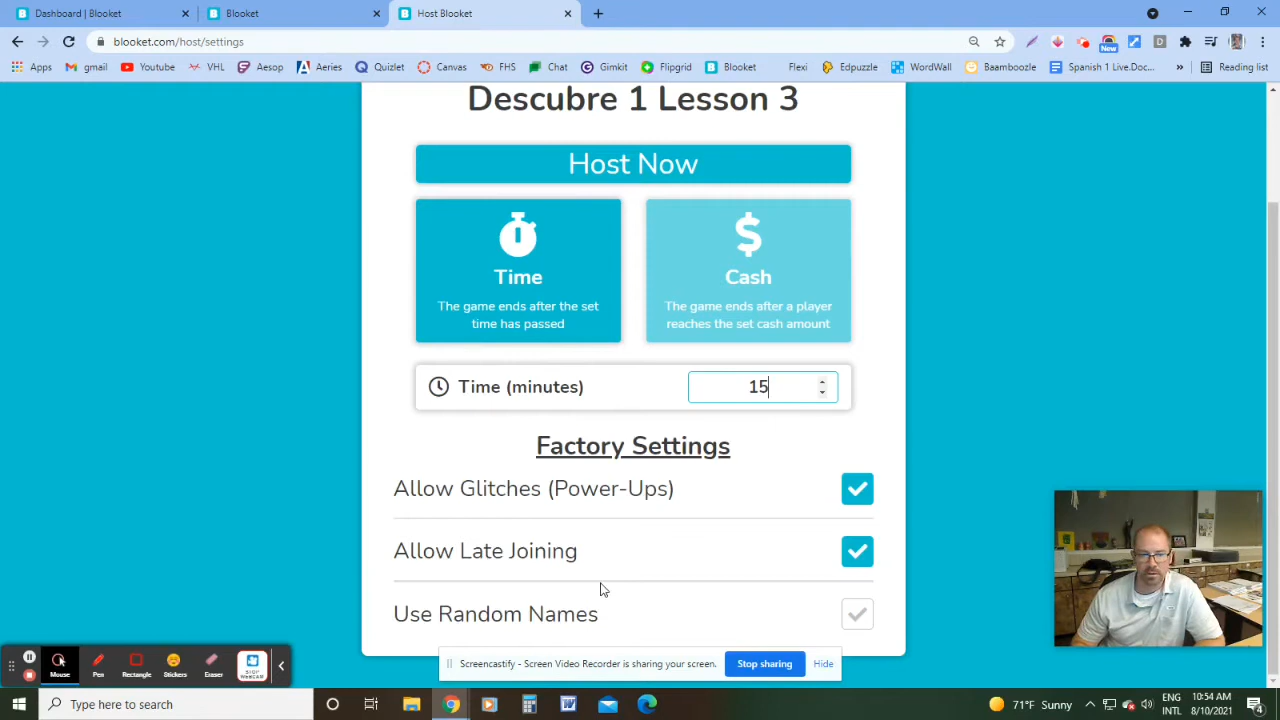 Dashboard | Blooket
Blooket
Host Blooket
blooket.com/host/settings
New
Apps
gmail
Youtube
VHL
Aesop
Aeries
Quizlet
Canvas
FHS
Chat
Gimkit
Flipgrid
Blooket
Flexi
Edpuzzle
WordWall
Baamboozle
Spanish 1 Live.Doc...
»
Reading list
Descubre 1 Lesson 3
Host Now
Time
The game ends after the set
time has passed
$
Cash
The game ends after a player
reaches the set cash amount
Time (minutes)
15
Factory Settings
Allow Glitches (Power-Ups)
Allow Late Joining
Use Random Names
Mouse
Pen
Rectangle
Stickers
Eraser
STOP
WEBCAM
Screencastify - Screen Video Recorder is sharing your screen.
Stop sharing
Hide
Type here to search
71°F Sunny
ENG
INTL
10:54 AM
8/10/2021
4